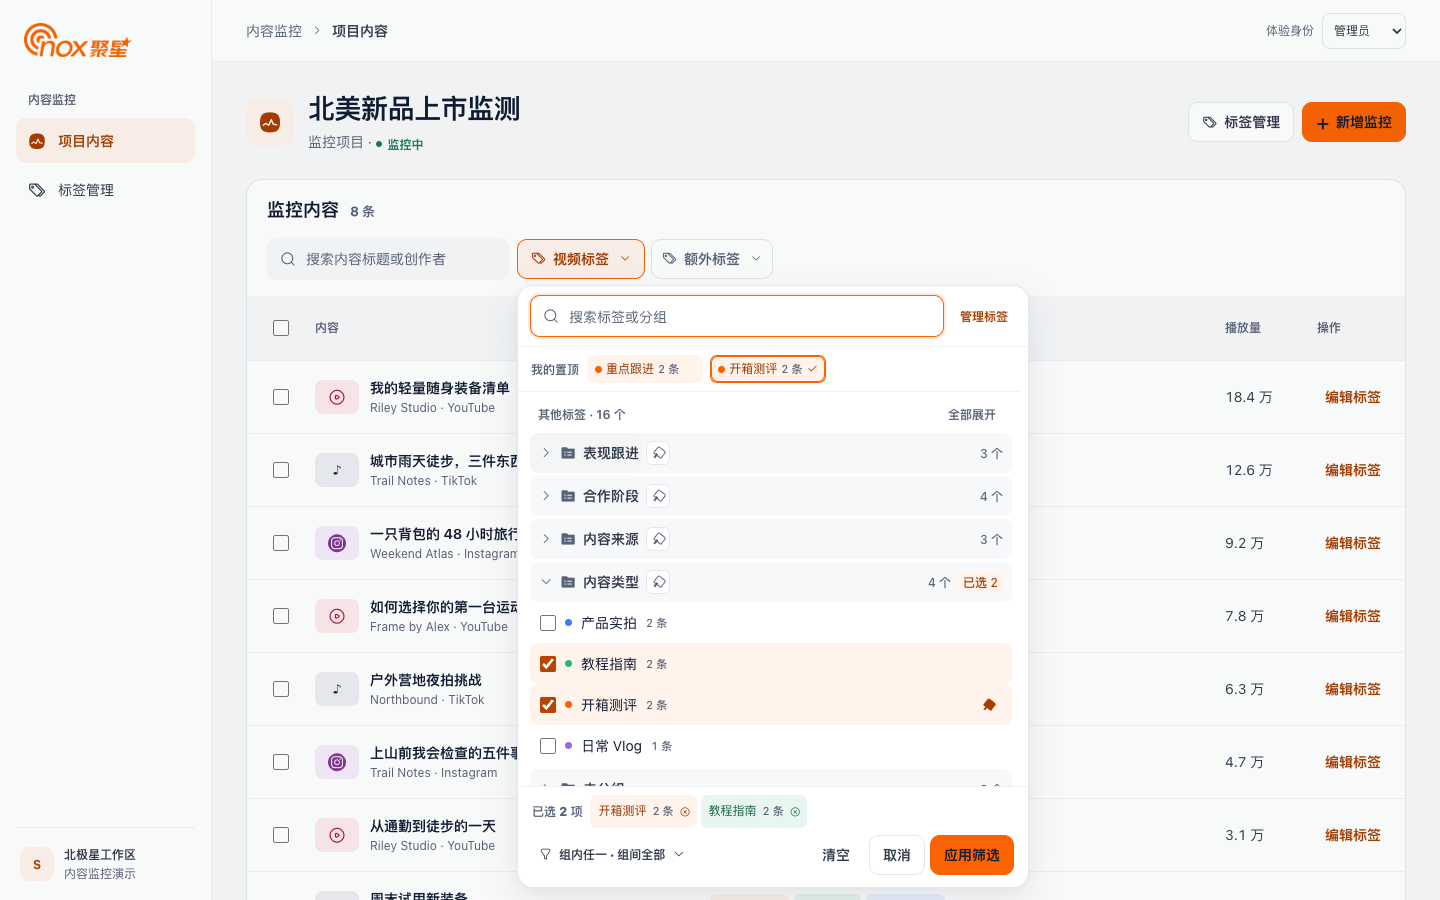 nox聚星
内容监控
项目内容
标签管理
S
北极星工作区
内容监控演示
内容监控 > 项目内容
体验身份 管理员
北美新品上市监测
监控项目 · 监控中
标签管理
+ 新增监控
监控内容 8 条
搜索内容标题或创作者
视频标签
额外标签
内容
播放量
操作
我的轻量随身装备清单
Riley Studio · YouTube
18.4 万
编辑标签
城市雨天徒步，三件东西
Trail Notes · TikTok
12.6 万
编辑标签
一只背包的 48 小时旅行
Weekend Atlas · Instagram
9.2 万
编辑标签
如何选择你的第一台运动
Frame by Alex · YouTube
7.8 万
编辑标签
户外营地夜拍挑战
Northbound · TikTok
6.3 万
编辑标签
上山前我会检查的五件事
Trail Notes · Instagram
4.7 万
编辑标签
从通勤到徒步的一天
Riley Studio · YouTube
3.1 万
编辑标签
周末试用新装备
搜索标签或分组
管理标签
我的置顶 重点跟进 2 条 开箱测评 2 条
其他标签 · 16 个
全部展开
表现跟进 3 个
合作阶段 4 个
内容来源 3 个
内容类型 4 个 已选 2
产品实拍 2 条
教程指南 2 条
开箱测评 2 条
日常 Vlog 1 条
已选 2 项 开箱测评 2 条 教程指南 2 条
组内任一 · 组间全部
清空
取消
应用筛选